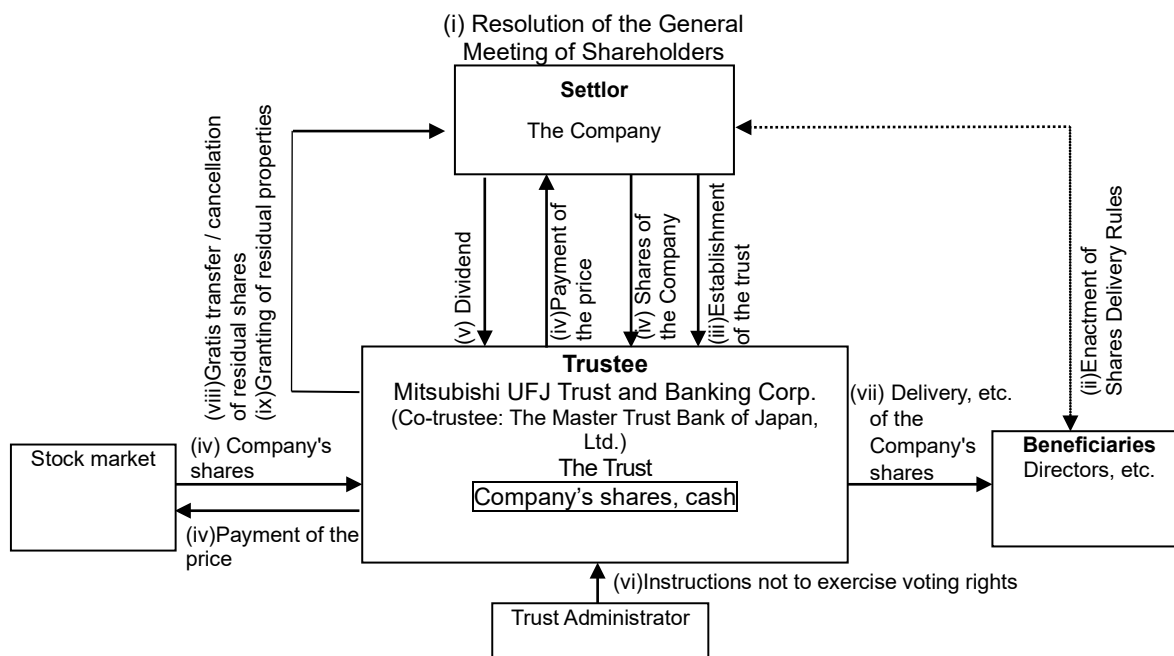 (i) Resolution of the General
Meeting of Shareholders
Settlor
The Company
(viii)Gratis transfer / cancellation
of residual shares
(ix)Granting of residual properties
(v) Dividend
(iv)Payment of
the price
(iv) Shares of
the Company
(iii)Establishment
of the trust
(ii)Enactment of
Shares Delivery Rules
Trustee
Mitsubishi UFJ Trust and Banking Corp.
(Co-trustee: The Master Trust Bank of Japan,
Ltd.)
The Trust
Company’s shares, cash
Stock market
(iv) Company's
shares
(iv)Payment of the
price
(vii) Delivery, etc.
of the
Company's
shares
Beneficiaries
Directors, etc.
(vi)Instructions not to exercise voting rights
Trust Administrator